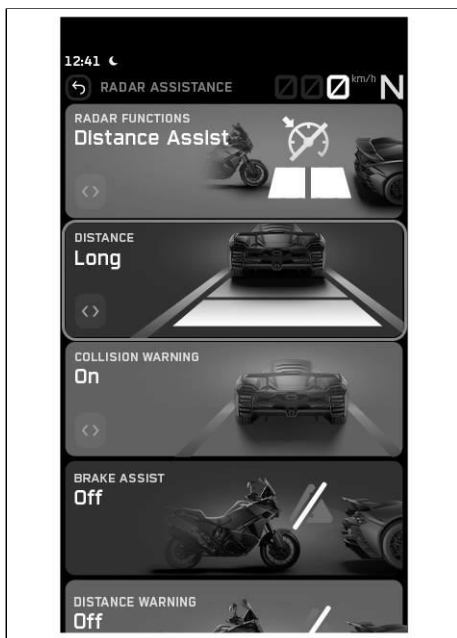 12:41
RADAR ASSISTANCE
000 km/h N
RADAR FUNCTIONS
Distance Assist
DISTANCE
Long
COLLISION WARNING
On
BRAKE ASSIST
Off
DISTANCE WARNING
Off